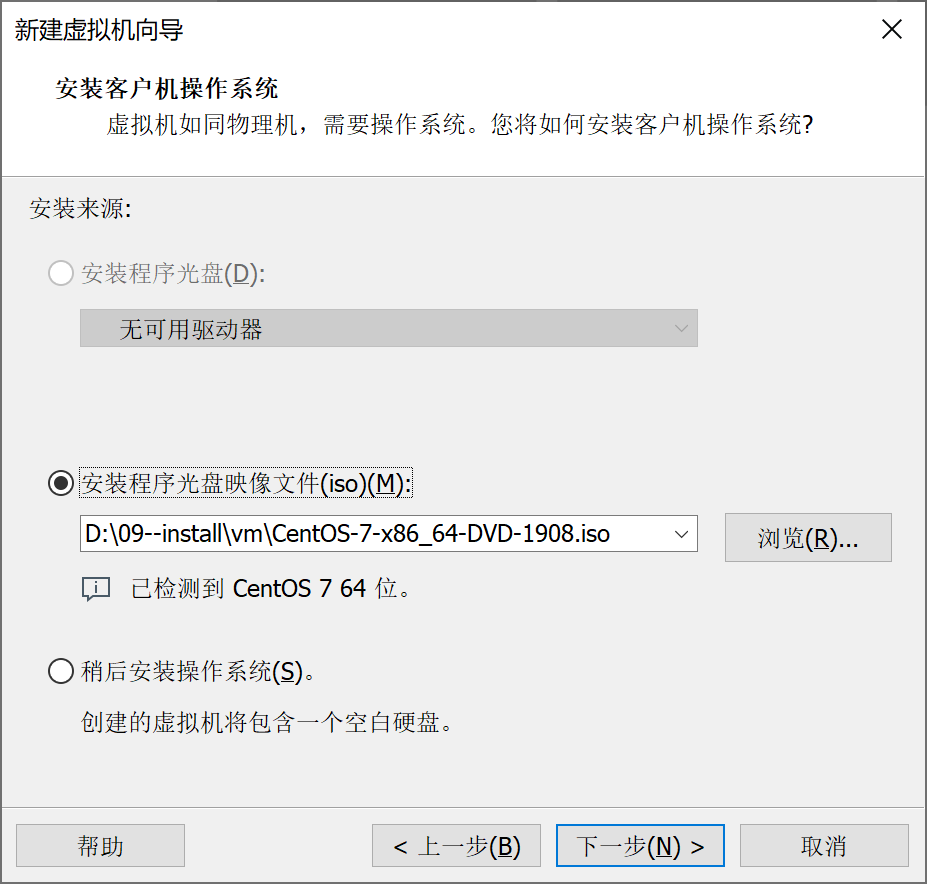 新建虚拟机向导
安装客户机操作系统
虚拟机如同物理机，需要操作系统。您将如何安装客户机操作系统?
安装来源:
安装程序光盘(D):
无可用驱动器
安装程序光盘映像文件(iso)(M):
D:\09--install\vm\CentOS-7-x86_64-DVD-1908.iso
浏览(R)...
已检测到 CentOS 7 64 位。
稍后安装操作系统(S)。
创建的虚拟机将包含一个空白硬盘。
帮助
< 上一步(B)
下一步(N) >
取消